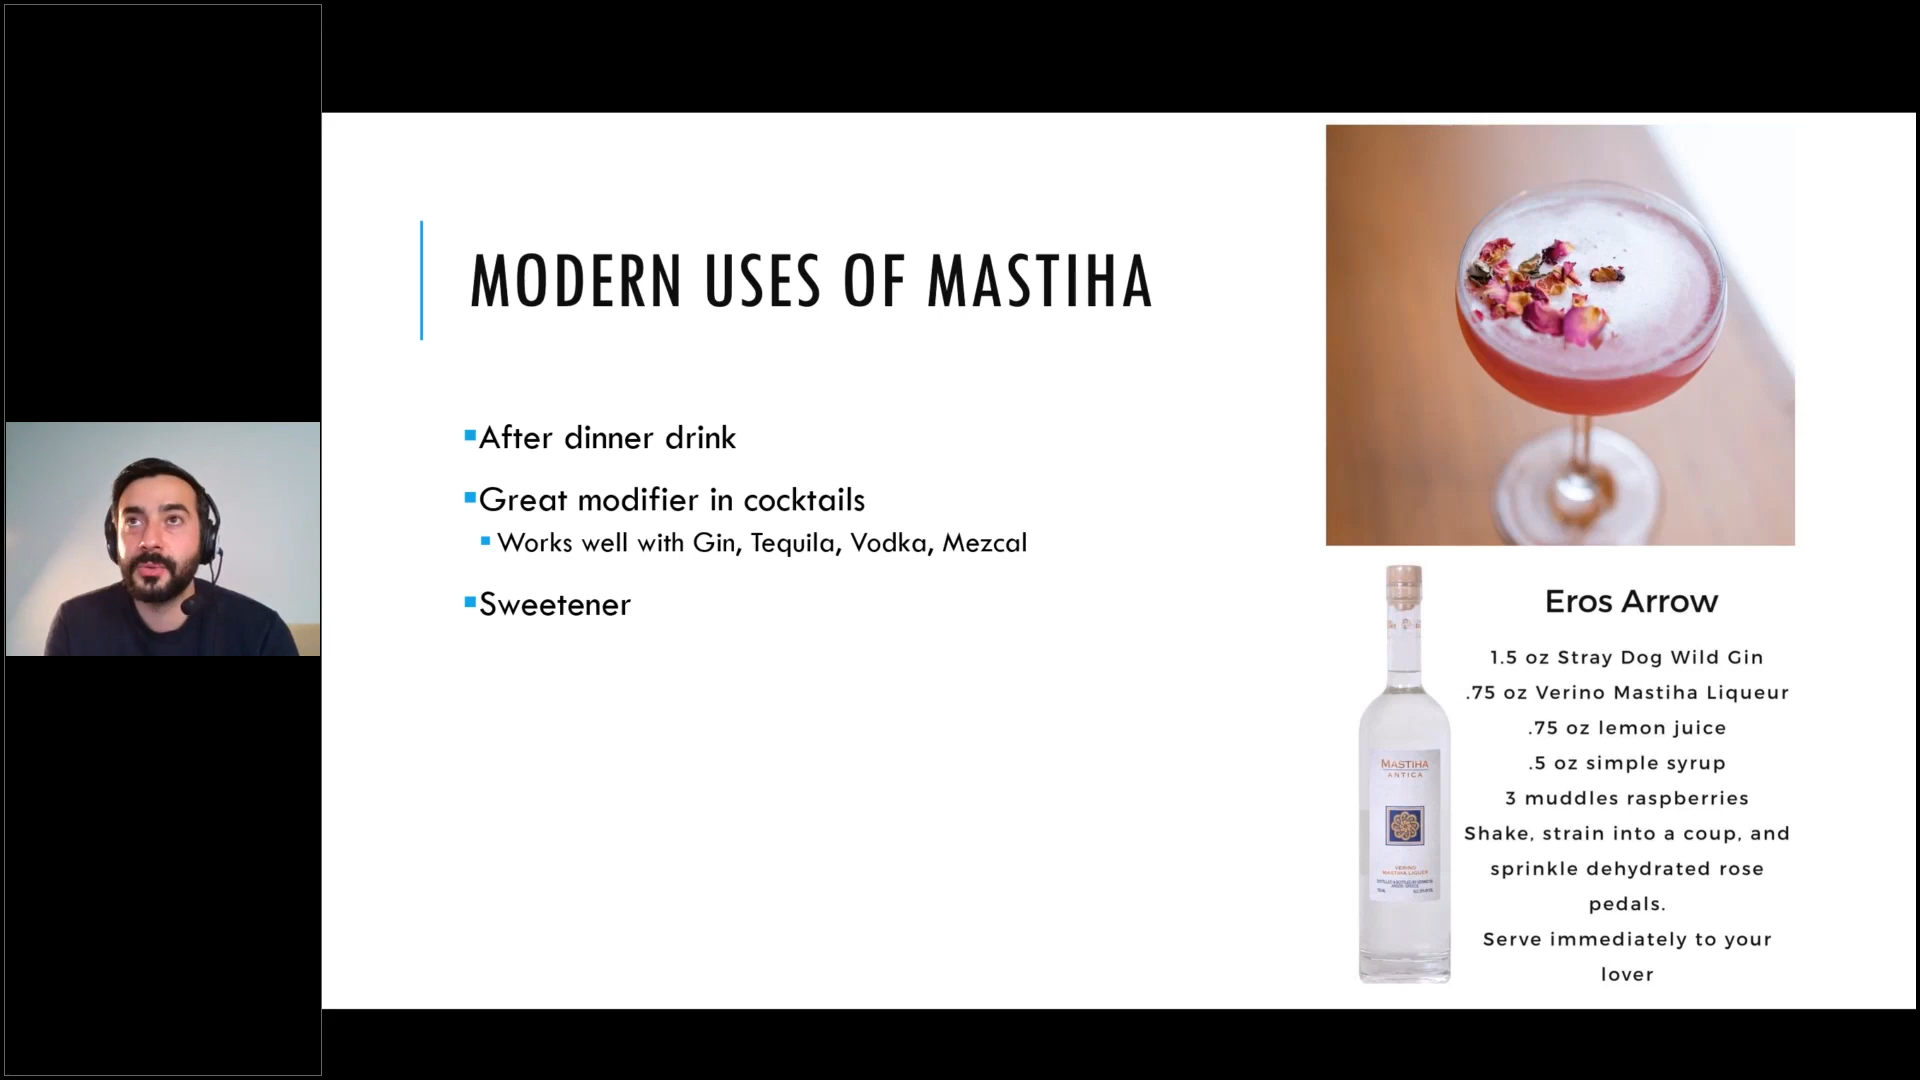 MODERN USES OF MASTIHA
After dinner drink
Great modifier in cocktails
Works well with Gin, Tequila, Vodka, Mezcal
Sweetener
MASTIHA
ANTICA
VERINO
MASTIHA LIQUER
Eros Arrow
1.5 oz Stray Dog Wild Gin
.75 oz Verino Mastiha Liqueur
.75 oz lemon juice
.5 oz simple syrup
3 muddles raspberries
Shake, strain into a coup, and
sprinkle dehydrated rose
pedals.
Serve immediately to your
lover